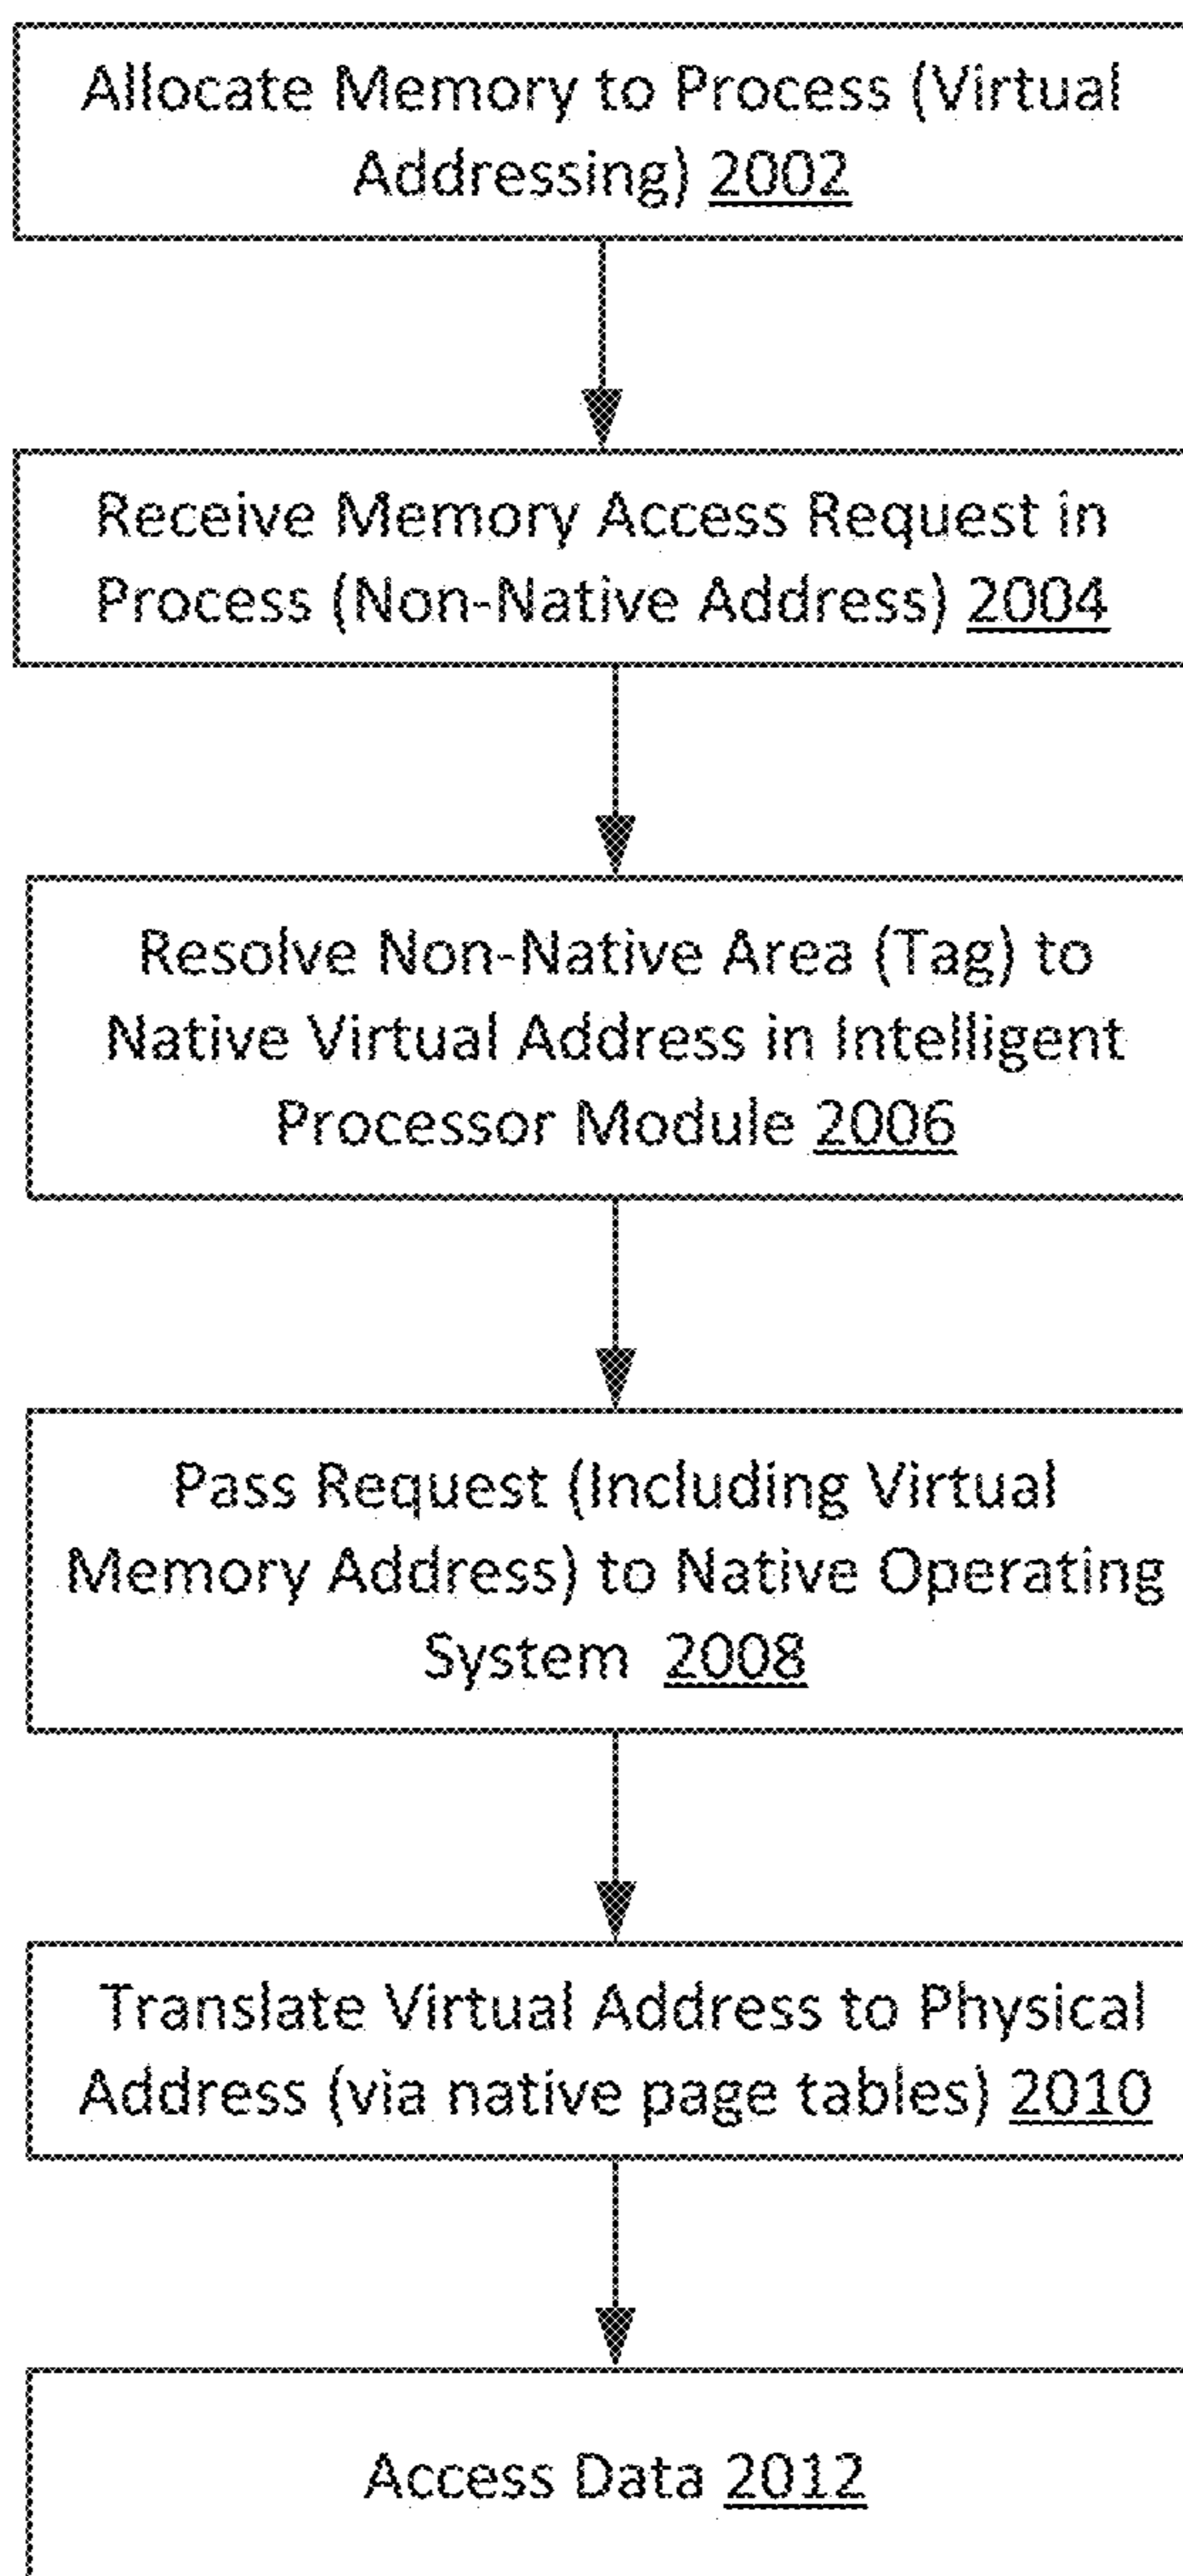 Allocate Memory to Process (Virtual
Addressing) 2002
Receive Memory Access Request in
Process (Non-Native Address) 2004
Resolve Non-Native Area (Tag) to
Native Virtual Address in Intelligent
Processor Module 2006
Pass Request (Including Virtual
Memory Address) to Native Operating
System 2008
Translate Virtual Address to Physical
Address (via native page tables) 2010
Access Data 2012